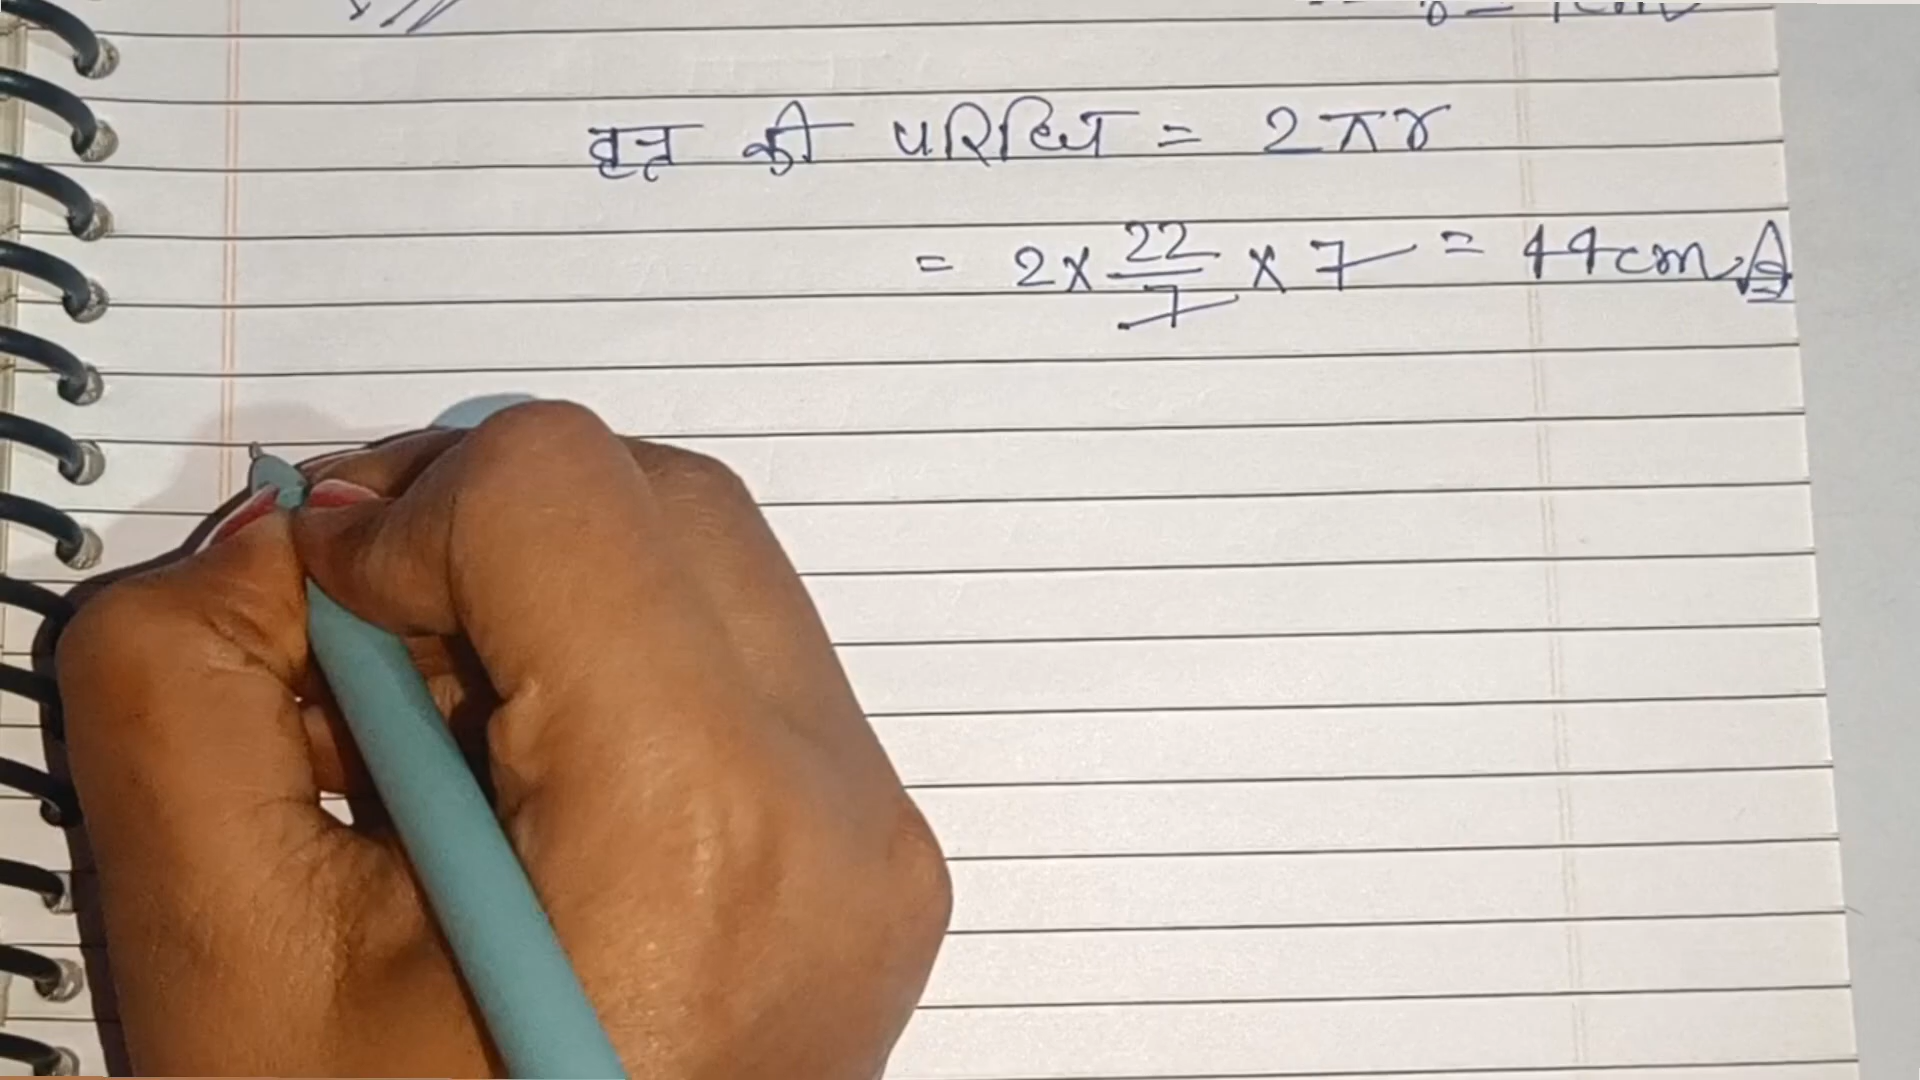 वृत्त की परिधि = 2πr
= 2 × 22/7 × 7 = 44cm A